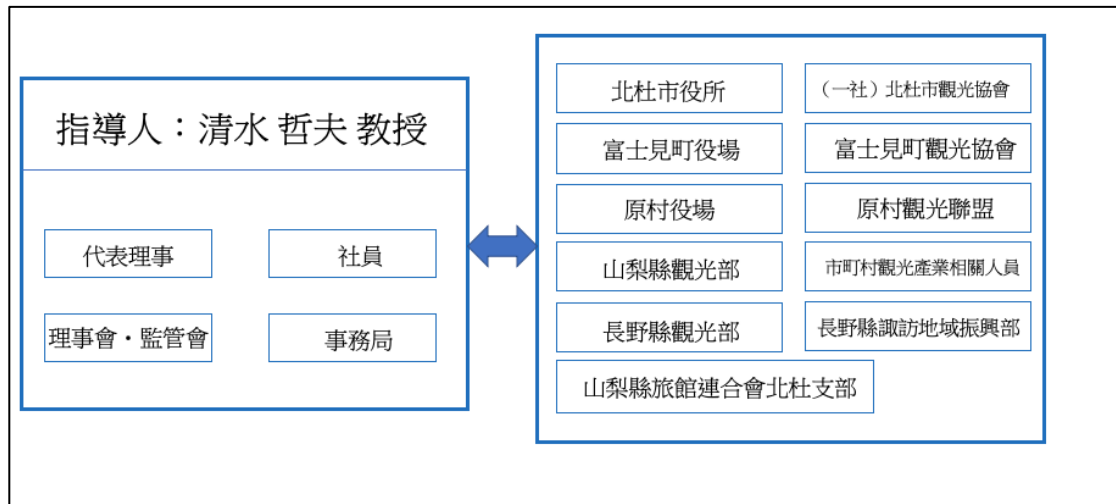 指導人：清水 哲夫 教授
代表理事
社員
理事會・監管會
事務局
北杜市役所
（一社）北杜市觀光協會
富士見町役場
富士見町觀光協會
原村役場
原村觀光聯盟
山梨縣觀光部
市町村觀光產業相關人員
長野縣觀光部
長野縣諏訪地域振興部
山梨縣旅館連合會北杜支部